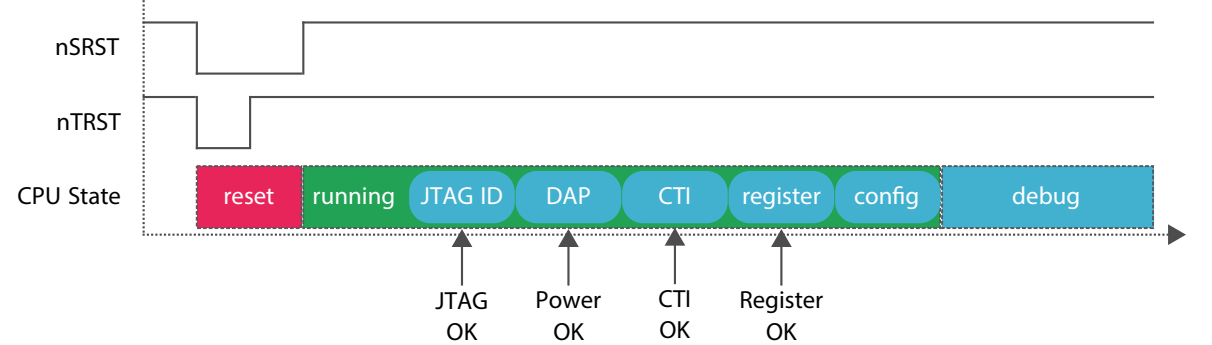 nSRST
nTRST
CPU State
reset running JTAG ID DAP CTI register config debug
JTAG OK
Power OK
CTI OK
Register OK